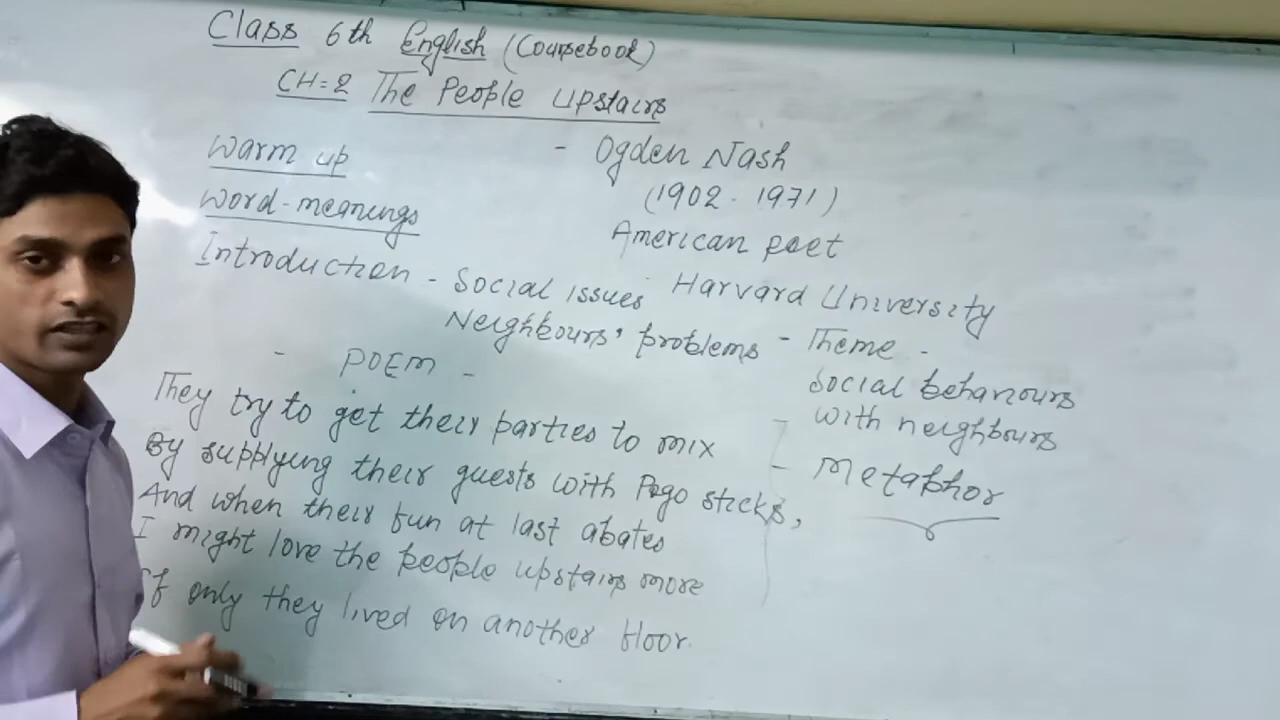 Class 6th English (Coursebook)
CH=2 The People upstairs
Warm up
- Ogden Nash
(1902-1971)
American poet
Harvard University
Word-meanings
Introduction - Social issues
Neighbours' problems
- Theme -
Social behaviours
with neighbours
- Metaphor
- POEM -
They try to get their parties to mix
By supplying their guests with Pogo sticks,
And when their fun at last abates
I might love the people upstairs more
If only they lived on another floor.